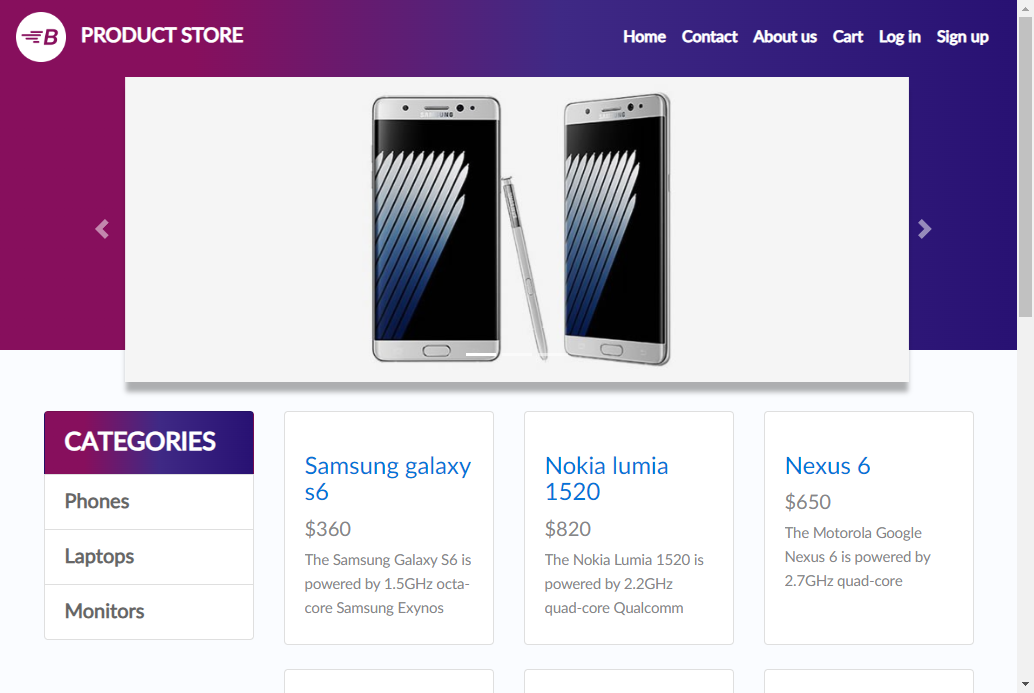 B PRODUCT STORE
Home Contact About us Cart Log in Sign up
SAMSUNG SAMSUNG
CATEGORIES
Phones
Laptops
Monitors
Samsung galaxy
s6
$360
The Samsung Galaxy S6 is
powered by 1.5GHz octa-
core Samsung Exynos
Nokia lumia
1520
$820
The Nokia Lumia 1520 is
powered by 2.2GHz
quad-core Qualcomm
Nexus 6
$650
The Motorola Google
Nexus 6 is powered by
2.7GHz quad-core